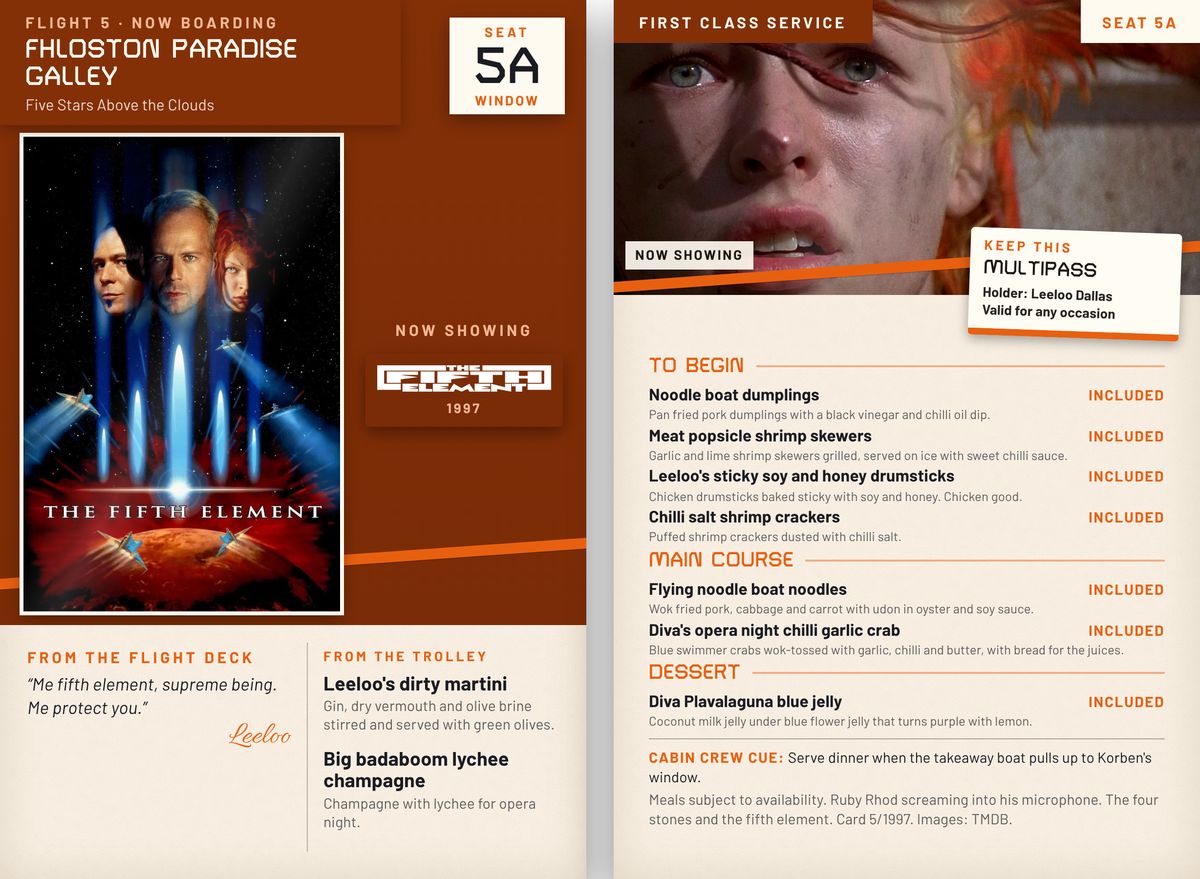 FLIGHT 5 · NOW BOARDING
FHLOSTON PARADISE
GALLEY
Five Stars Above the Clouds
SEAT
5A
WINDOW
THE FIFTH ELEMENT
NOW SHOWING
THE
FIFTH
ELEMENT
1997
FROM THE FLIGHT DECK
“Me fifth element, supreme being.
Me protect you.”
Leeloo
FROM THE TROLLEY
Leeloo's dirty martini
Gin, dry vermouth and olive brine
stirred and served with green olives.
Big badaboom lychee
champagne
Champagne with lychee for opera
night.
FIRST CLASS SERVICE
SEAT 5A
NOW SHOWING
KEEP THIS
MULTIPASS
Holder: Leeloo Dallas
Valid for any occasion
TO BEGIN
Noodle boat dumplings INCLUDED
Pan fried pork dumplings with a black vinegar and chilli oil dip.
Meat popsicle shrimp skewers INCLUDED
Garlic and lime shrimp skewers grilled, served on ice with sweet chilli sauce.
Leeloo's sticky soy and honey drumsticks INCLUDED
Chicken drumsticks baked sticky with soy and honey. Chicken good.
Chilli salt shrimp crackers INCLUDED
Puffed shrimp crackers dusted with chilli salt.
MAIN COURSE
Flying noodle boat noodles INCLUDED
Wok fried pork, cabbage and carrot with udon in oyster and soy sauce.
Diva's opera night chilli garlic crab INCLUDED
Blue swimmer crabs wok-tossed with garlic, chilli and butter, with bread for the juices.
DESSERT
Diva Plavalaguna blue jelly INCLUDED
Coconut milk jelly under blue flower jelly that turns purple with lemon.
CABIN CREW CUE: Serve dinner when the takeaway boat pulls up to Korben's
window.
Meals subject to availability. Ruby Rhod screaming into his microphone. The four
stones and the fifth element. Card 5/1997. Images: TMDB.